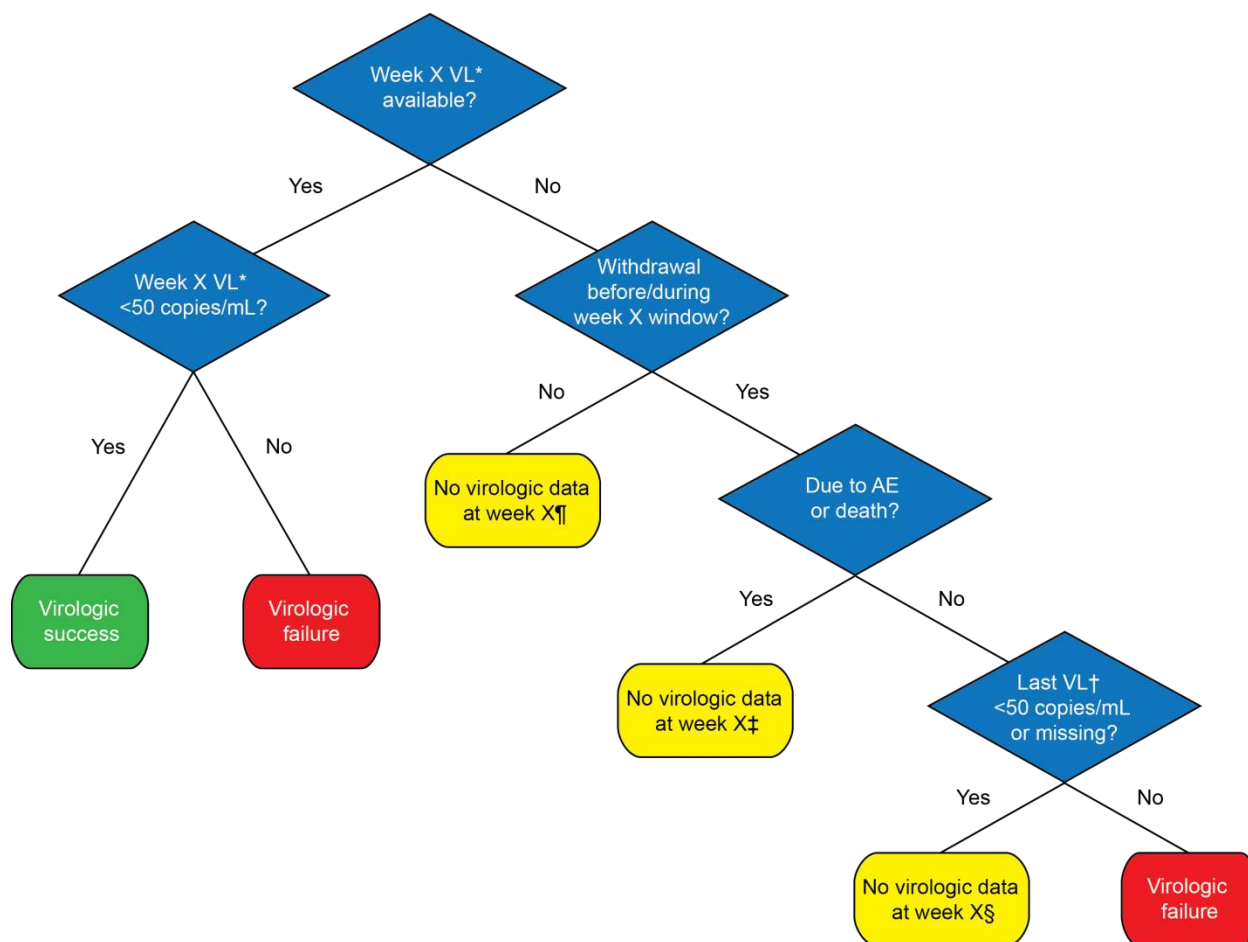 Week X VL*
available?
Yes
No
Week X VL*
<50 copies/mL?
Withdrawal
before/during
week X window?
Yes
No
No
Yes
No virologic data
at week X¶
Due to AE
or death?
Virologic
success
Virologic
failure
Yes
No
No virologic data
at week X‡
Last VL†
<50 copies/mL
or missing?
Yes
No
No virologic data
at week X§
Virologic
failure